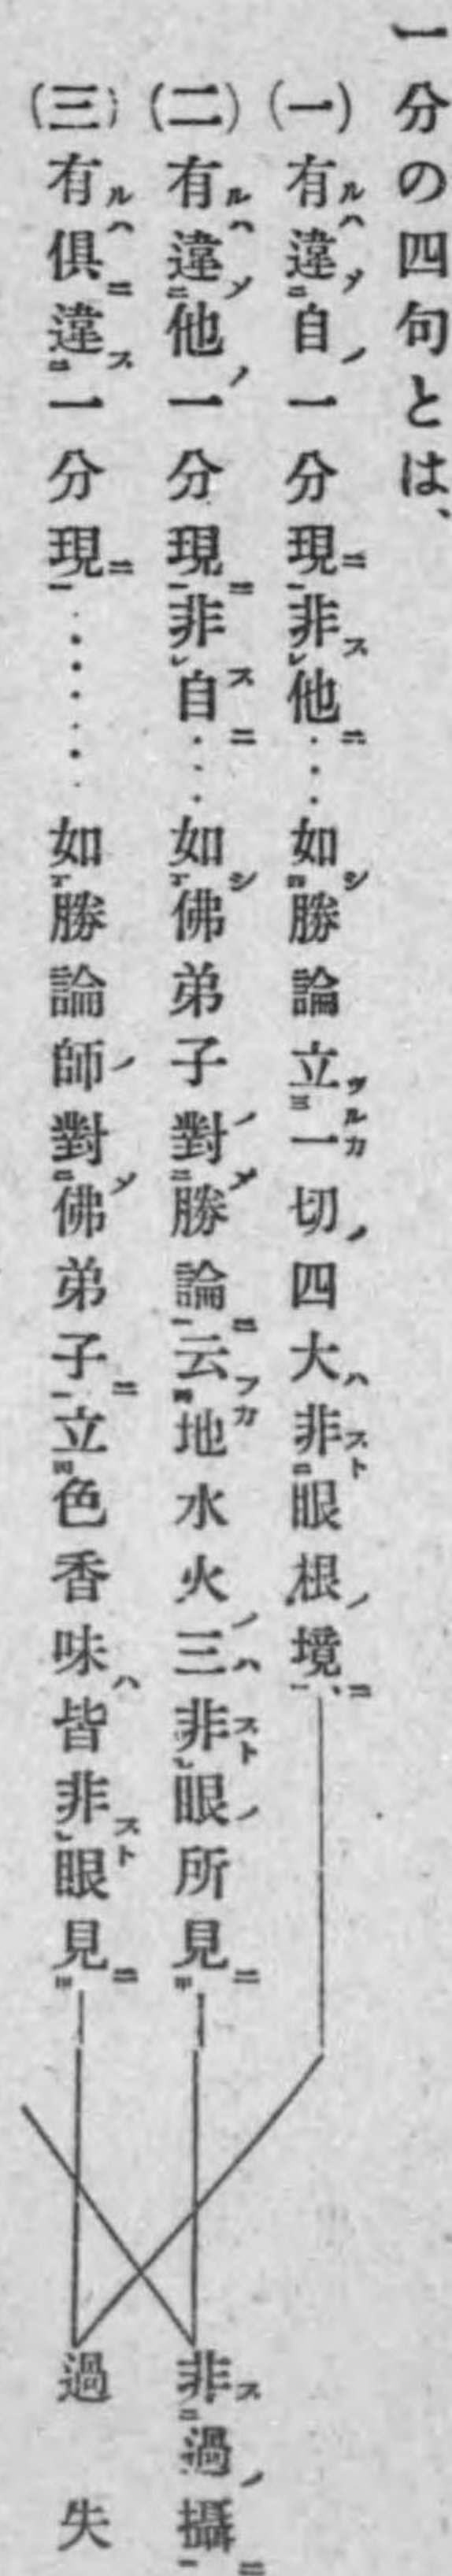 一分の四句とは、
(一)有違自一分現非他‥‥如勝論立一切四大非眼根境
(二)有違他一分現非自‥‥如佛弟子對勝論云地水火三非眼所見
(三)有俱違一分現‥‥‥如勝論師對佛弟子立色香味皆非眼見
非過攝
過失